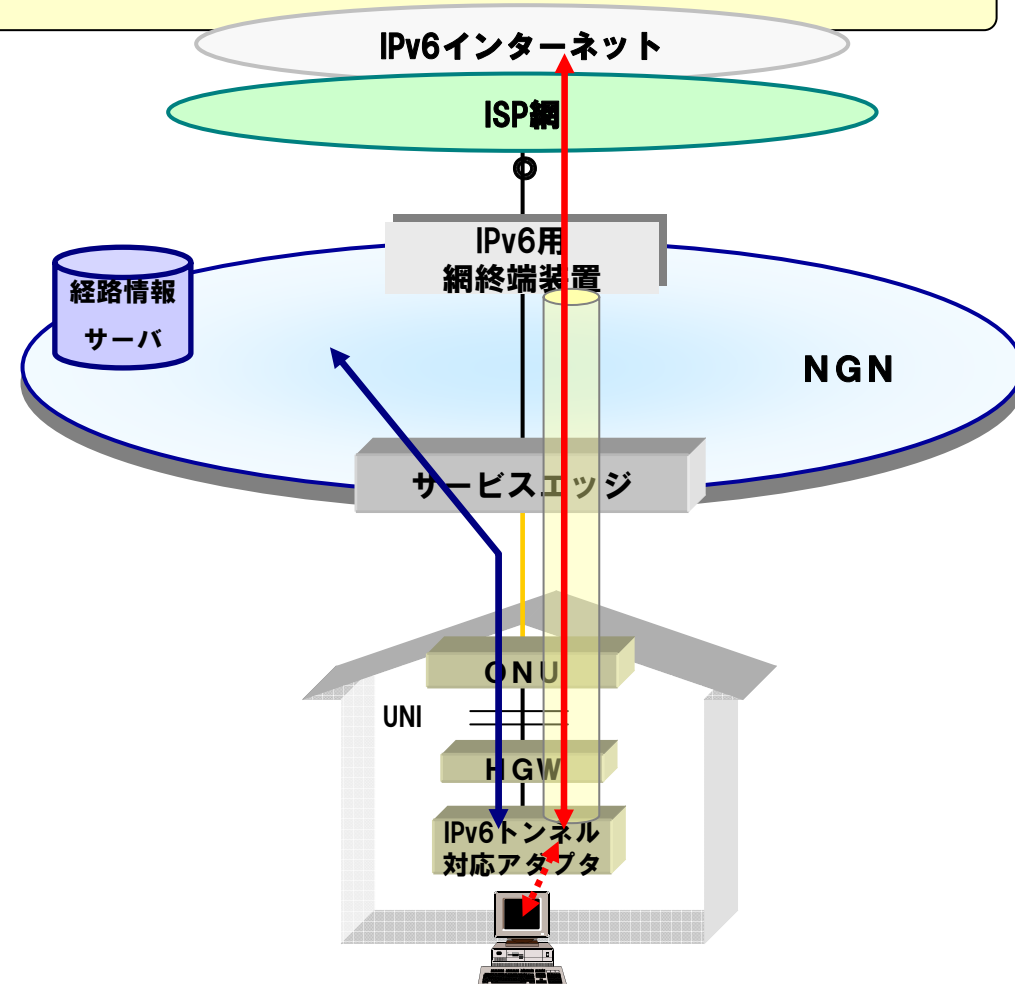 IPv6インターネット
ISP網
IPv6用
網終端装置
経路情報
サーバ
NGN
サービスエッジ
ONU
UNI
HGW
IPv6トンネル
対応アダプタ